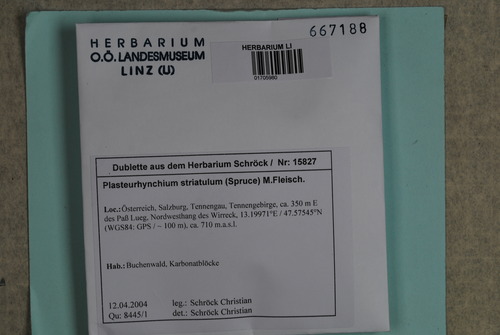 667188
HERBARIUM
O.Ö. LANDESMUSEUM
LINZ (U)
HERBARIUM LI
01705980
Dublette aus dem Herbarium Schröck / Nr: 15827
Plasteurhynchium striatulum (Spruce) M.Fleisch.
Loc.: Österreich, Salzburg, Tennengau, Tennengebirge, ca. 350 m E
des Paß Lueg, Nordwesthang des Wirreck, 13.19971°E / 47.57545°N
(WGS84: GPS / ~ 100 m), ca. 710 m.a.s.l.
Hab.: Buchenwald, Karbonatblöcke
12.04.2004 leg.: Schröck Christian
Qu: 8445/1 det.: Schröck Christian